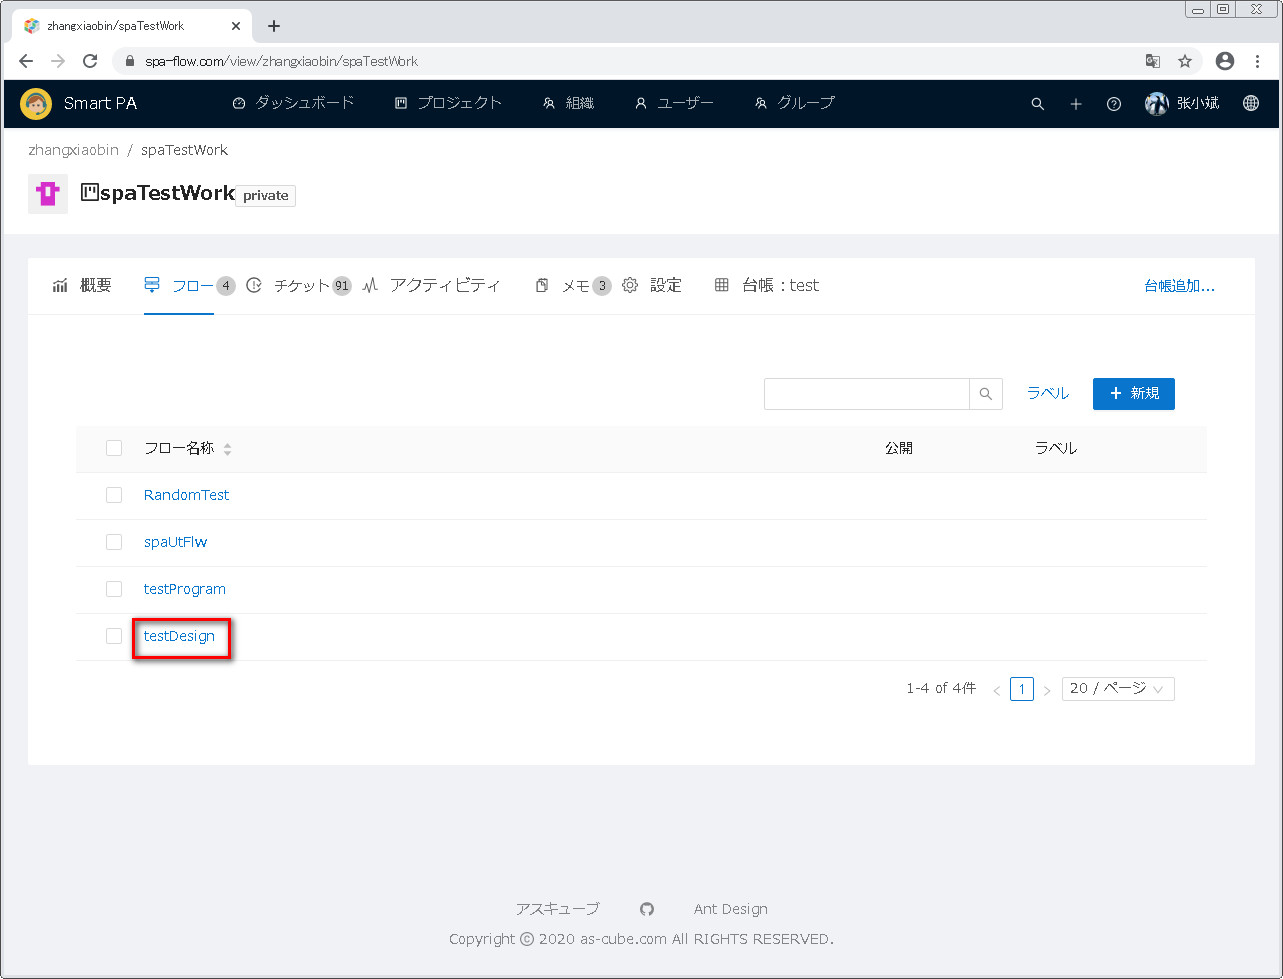 zhangxiaobin/spaTestWork
spa-flow.com/view/zhangxiaobin/spaTestWork
Smart PA ダッシュボード プロジェクト 組織 ユーザー グループ 张小斌
zhangxiaobin / spaTestWork
spaTestWork private
概要 フロー 4 チケット 91 アクティビティ メモ 3 設定 台帳：test 台帳追加...
ラベル + 新規
フロー名称 公開 ラベル
RandomTest
spaUtFlw
testProgram
testDesign
1-4 of 4件 < 1 > 20 / ページ
アスキューブ Ant Design
Copyright © 2020 as-cube.com All RIGHTS RESERVED.